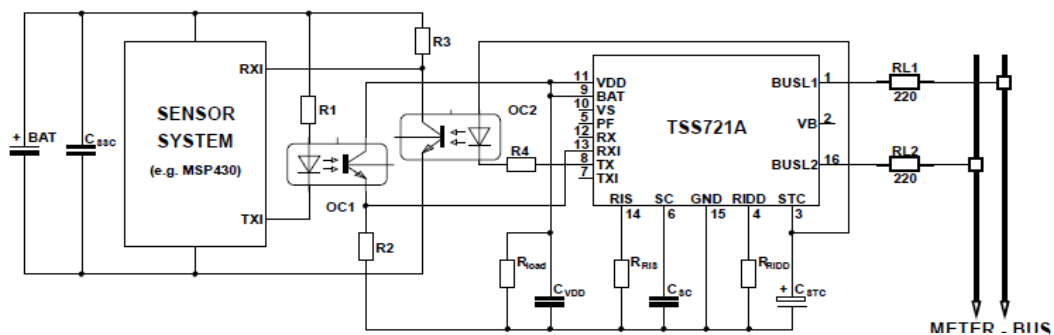 R3
RXI
SENSOR
SYSTEM
(e.g. MSP430)
TXI
+ BAT
C SSC
R1
OC1
R2
OC2
R4
11 VDD
9 BAT
10 VS
5 PF
12 RX
13 RXI
8 TX
7 TXI
TSS721A
BUSL1 1
VB 2
BUSL2 16
RIS SC GND RIDD STC
14 6 15 4 3
RL1
220
RL2
220
Rload
CVDD
RRIS
CSC
RRIDD
+ CSTC
METER - BUS